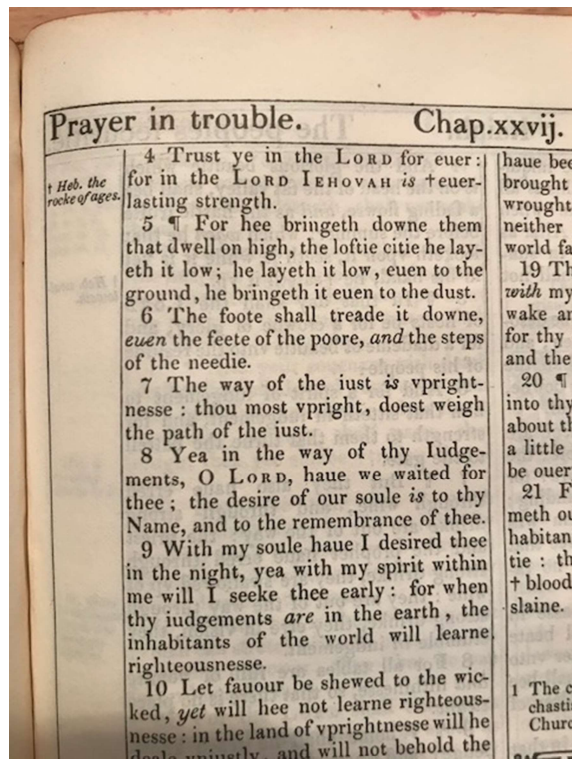 Prayer in trouble. Chap.xxvij.
† Heb. the
rocke of ages.
4 Trust ye in the LORD for euer:
for in the LORD IEHOVAH is †euer-
lasting strength.
5 ¶ For hee bringeth downe them
that dwell on high, the loftie citie he lay-
eth it low; he layeth it low, euen to the
ground, he bringeth it euen to the dust.
6 The foote shall treade it downe,
euen the feete of the poore, and the steps
of the needie.
7 The way of the iust is vpright-
nesse : thou most vpright, doest weigh
the path of the iust.
8 Yea in the way of thy Iudge-
ments, O LORD, haue we waited for
thee ; the desire of our soule is to thy
Name, and to the remembrance of thee.
9 With my soule haue I desired thee
in the night, yea with my spirit within
me will I seeke thee early : for when
thy iudgements are in the earth, the
inhabitants of the world will learne
righteousnesse.
10 Let fauour be shewed to the wic-
ked, yet will hee not learne righteous-
nesse : in the land of vprightnesse will he
deale vniustly, and will not behold the
haue
brought
wrought
neither
world
19
with my
wake
for thy
and the
20 ¶
into thy
about
a little
be
21
meth
tie :
† blood
slaine.
1 The